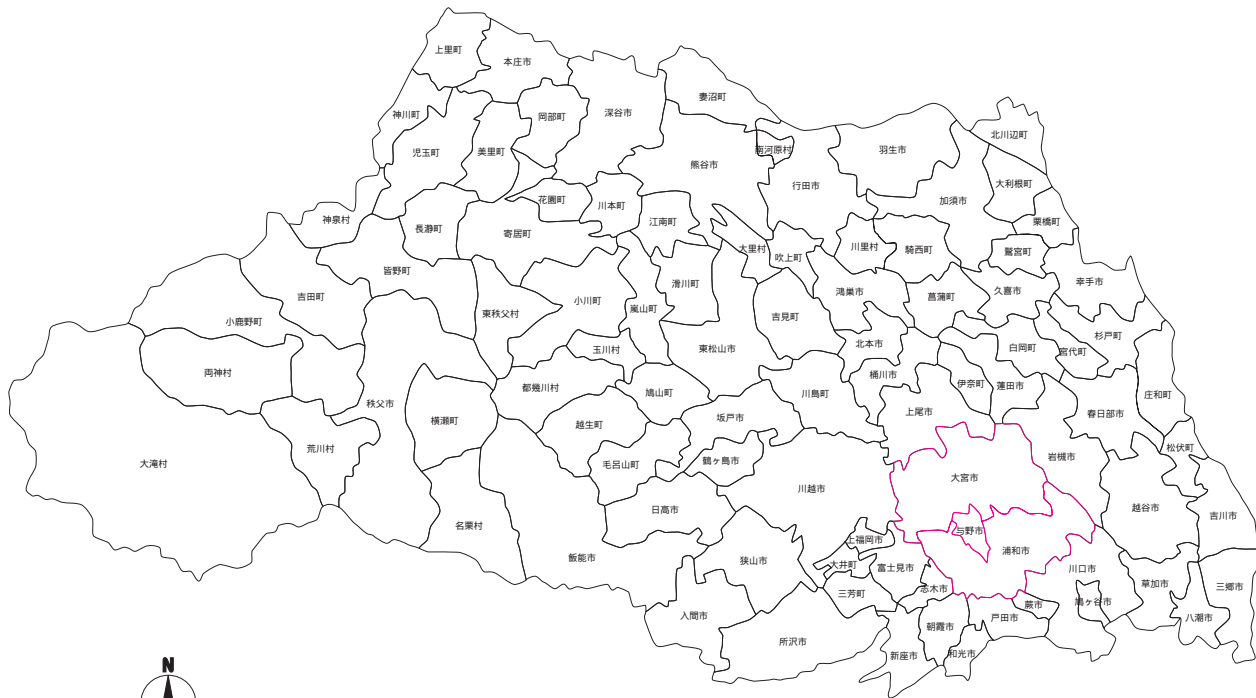 上里町
本庄市
妻沼町
神川町
岡部町
深谷市
北川辺町
児玉町
美里町
南河原村
羽生市
熊谷市
行田市
大利根町
花園町
川本町
加須市
神泉村
長瀞町
寄居町
江南町
栗橋町
大里村
川里村
騎西町
鷲宮町
皆野町
吹上町
滑川町
幸手市
吉田町
小川町
嵐山町
鴻巣市
菖蒲町
久喜市
小鹿野町
東秩父村
吉見町
杉戸町
玉川村
東松山市
北本市
白岡町
宮代町
両神村
都幾川村
鳩山町
川島町
桶川市
伊奈町
蓮田市
庄和町
秩父市
横瀬町
越生町
坂戸市
上尾市
春日部市
荒川村
大滝村
毛呂山町
鶴ヶ島市
岩槻市
松伏町
川越市
大宮市
日高市
越谷市
吉川市
名栗村
与野市
飯能市
上福岡市
浦和市
狭山市
大井町
富士見市
川口市
志木市
三芳町
草加市
三郷市
入間市
蕨市
鳩ヶ谷市
所沢市
朝霞市
戸田市
八潮市
新座市
和光市
N